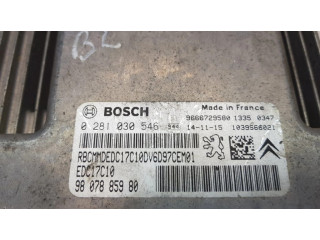 BL
BOSCH
Made in France
0 281 030 546
9666729580 1335 0347
14-11-15 1039S66021
RBCMMDEDC17C10DV6D97CEM01
EDC17C10
98 078 859 80